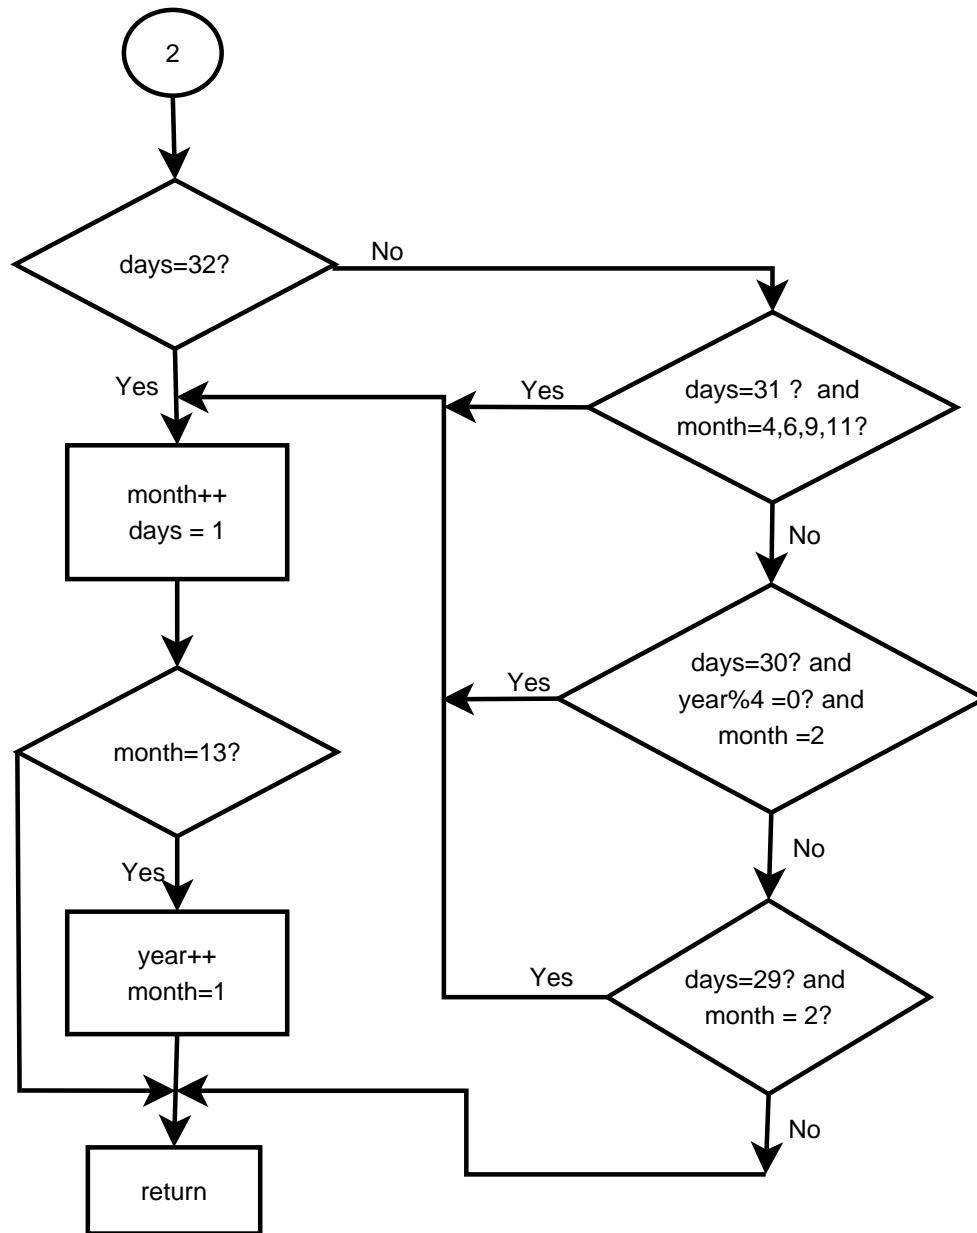 2
days=32?
No
Yes
days=31 ? and
month=4,6,9,11?
Yes
month++
days = 1
No
days=30? and
year%4 =0? and
month =2
Yes
month=13?
No
Yes
year++
month=1
days=29? and
month = 2?
Yes
No
return